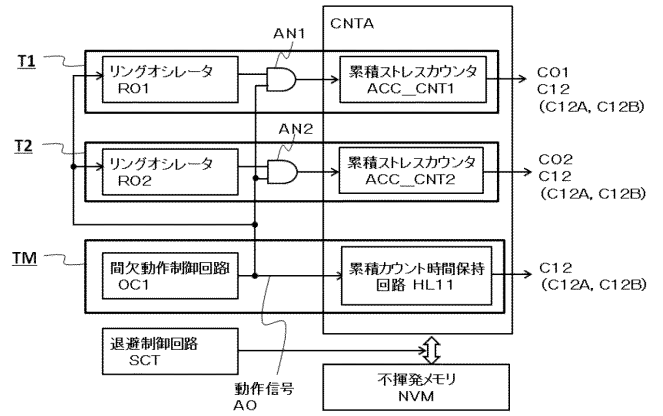 CNTA
T1
リングオシレータ
RO1
AN1
累積ストレスカウンタ
ACC_CNT1
CO1
C12
(C12A, C12B)
T2
リングオシレータ
RO2
AN2
累積ストレスカウンタ
ACC_CNT2
CO2
C12
(C12A, C12B)
TM
間欠動作制御回路
OC1
累積カウント時間保持
回路 HL11
C12
(C12A, C12B)
退避制御回路
SCT
動作信号
AO
不揮発メモリ
NVM